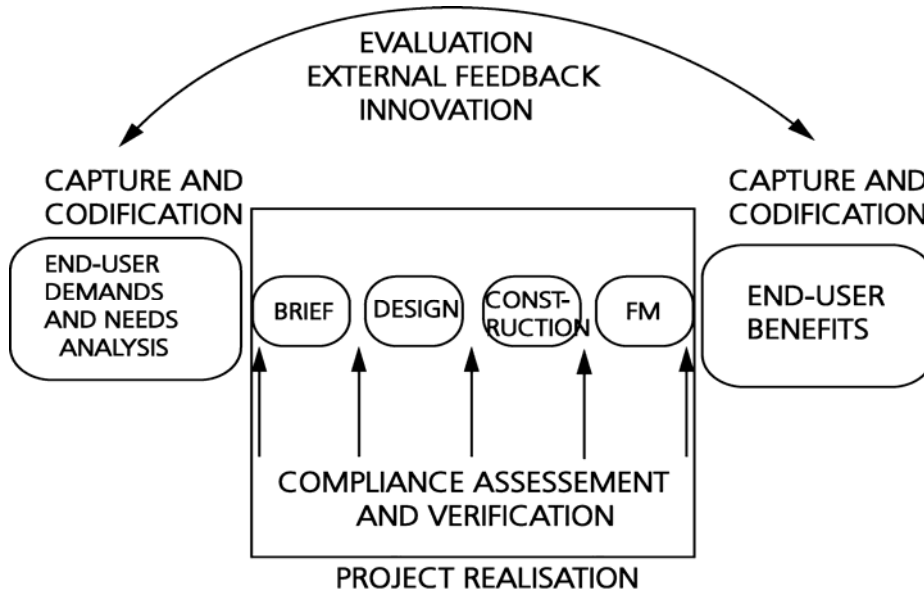 EVALUATION
EXTERNAL FEEDBACK
INNOVATION
CAPTURE AND
CODIFICATION
CAPTURE AND
CODIFICATION
END-USER
DEMANDS
AND NEEDS
ANALYSIS
BRIEF
DESIGN
CONST-
RUCTION
FM
END-USER
BENEFITS
COMPLIANCE ASSESSEMENT
AND VERIFICATION
PROJECT REALISATION